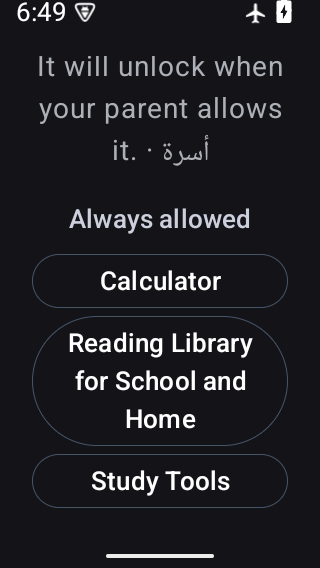 6:49
It will unlock when
your parent allows
it. · أسرة
Always allowed
Calculator
Reading Library
for School and
Home
Study Tools